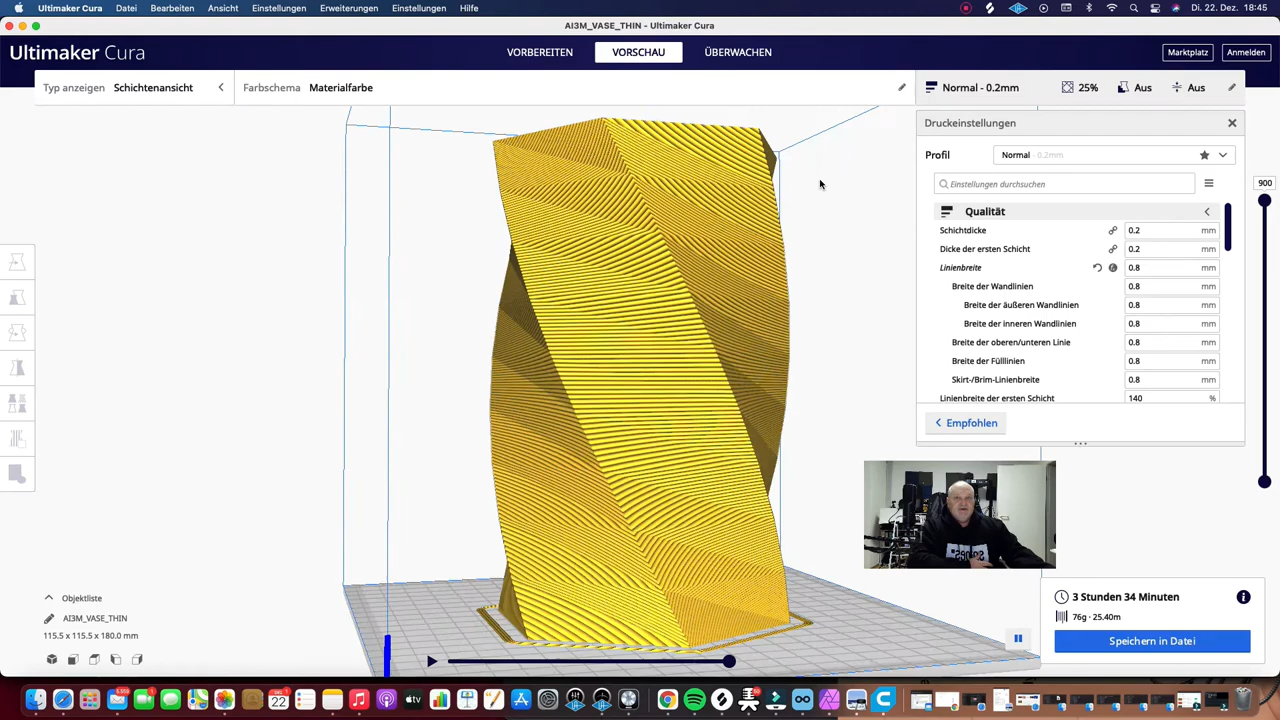 Ultimaker Cura Datei Bearbeiten Ansicht Einstellungen Erweiterungen Einstellungen Hilfe Di. 22. Dez. 18:45
AI3M_VASE_THIN - Ultimaker Cura
Ultimaker Cura VORBEREITEN VORSCHAU ÜBERWACHEN Marktplatz Anmelden
Typ anzeigen Schichtenansicht Farbschema Materialfarbe Normal - 0.2mm 25% Aus Aus
Druckeinstellungen
Profil Normal - 0.2mm
Einstellungen durchsuchen
900
Qualität
Schichtdicke 0.2 mm
Dicke der ersten Schicht 0.2 mm
Linienbreite 0.8 mm
Breite der Wandlinien 0.8 mm
Breite der äußeren Wandlinien 0.8 mm
Breite der inneren Wandlinien 0.8 mm
Breite der oberen/unteren Linie 0.8 mm
Breite der Fülllinien 0.8 mm
Skirt-/Brim-Linienbreite 0.8 mm
Linienbreite der ersten Schicht 140 %
Empfohlen
Objektliste
AI3M_VASE_THIN
115.5 x 115.5 x 180.0 mm
3 Stunden 34 Minuten
76g · 25.40m
Speichern in Datei